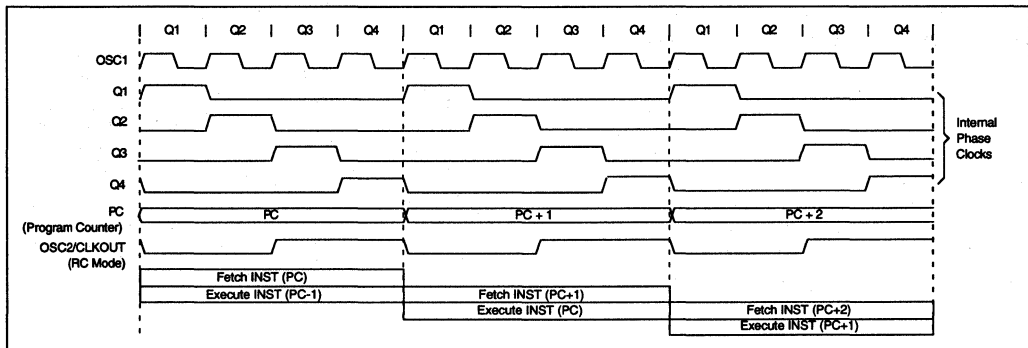 Q1 | Q2 | Q3 | Q4 | Q1 | Q2 | Q3 | Q4 | Q1 | Q2 | Q3 | Q4
OSC1
Q1
Q2
Q3
Q4
Internal
Phase
Clocks
PC
(Program Counter)
PC
PC + 1
PC + 2
OSC2/CLKOUT
(RC Mode)
Fetch INST (PC)
Execute INST (PC-1)
Fetch INST (PC+1)
Execute INST (PC)
Fetch INST (PC+2)
Execute INST (PC+1)